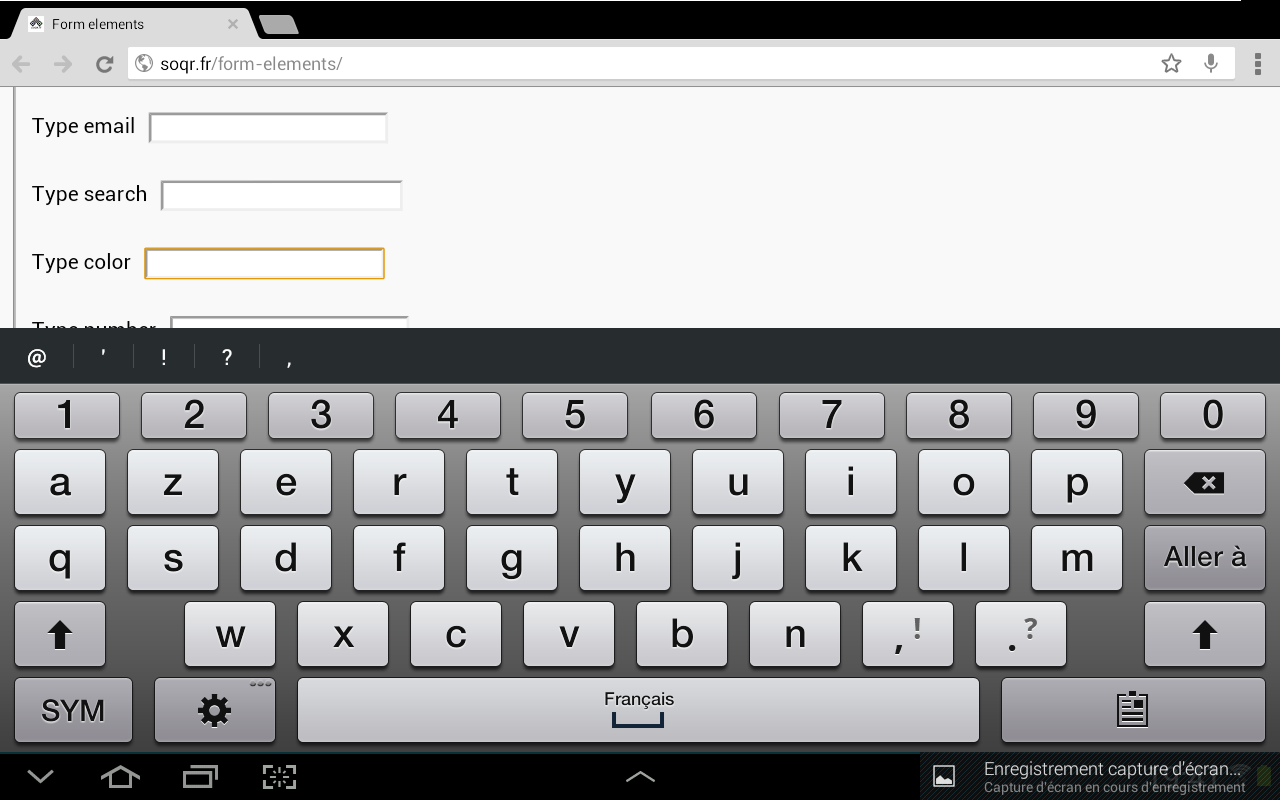 Form elements
soqr.fr/form-elements/
Type email
Type search
Type color
Type number
@ ' ! ? ,
1 2 3 4 5 6 7 8 9 0
a z e r t y u i o p
q s d f g h j k l m Aller à
w x c v b n , ! . ?
SYM Français
Enregistrement capture d'écran...
Capture d'écran en cours d'enregistrement